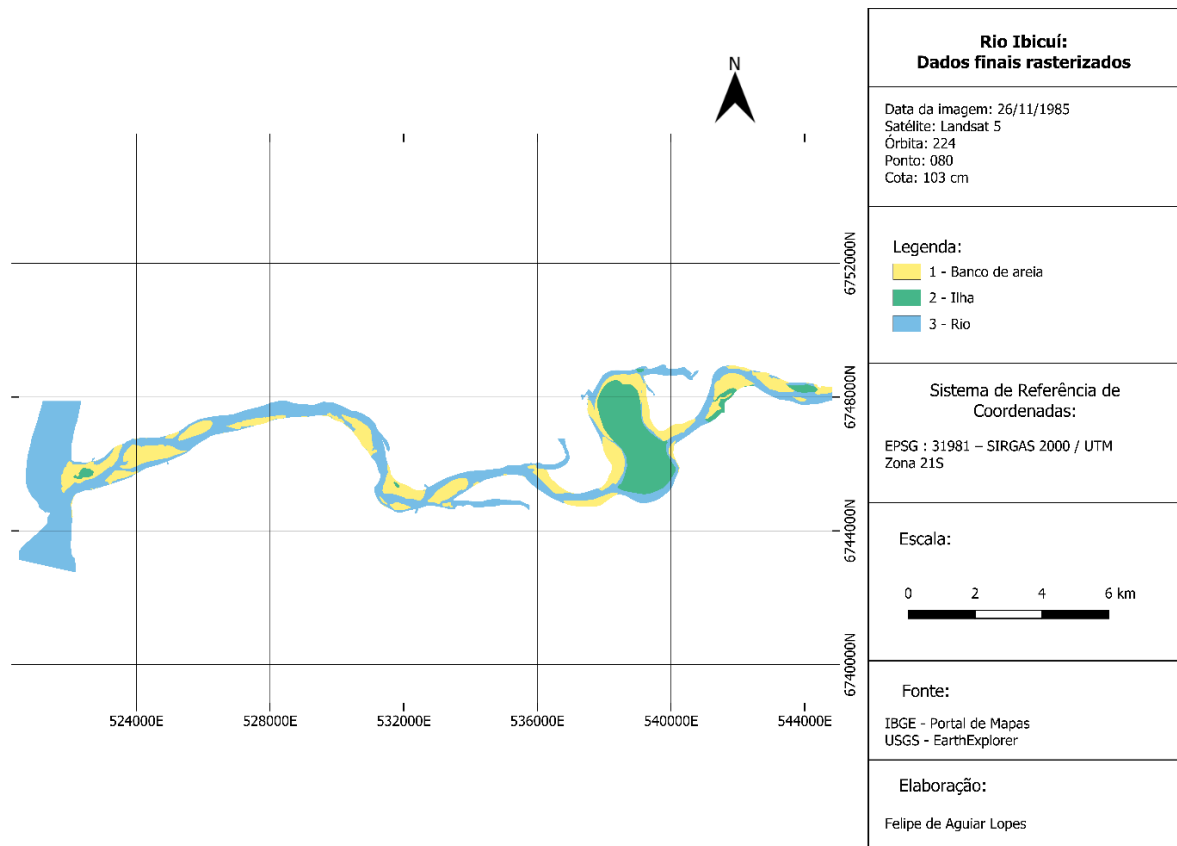 Rio Ibicuí:
Dados finais rasterizados
N
Data da imagem: 26/11/1985
Satélite: Landsat 5
Órbita: 224
Ponto: 080
Cota: 103 cm
Legenda:
1 - Banco de areia
2 - Ilha
3 - Rio
6752000N
6748000N
6744000N
6740000N
524000E
528000E
532000E
536000E
540000E
544000E
Sistema de Referência de
Coordenadas:
EPSG : 31981 – SIRGAS 2000 / UTM
Zona 21S
Escala:
0 2 4 6 km
Fonte:
IBGE - Portal de Mapas
USGS - EarthExplorer
Elaboração:
Felipe de Aguiar Lopes